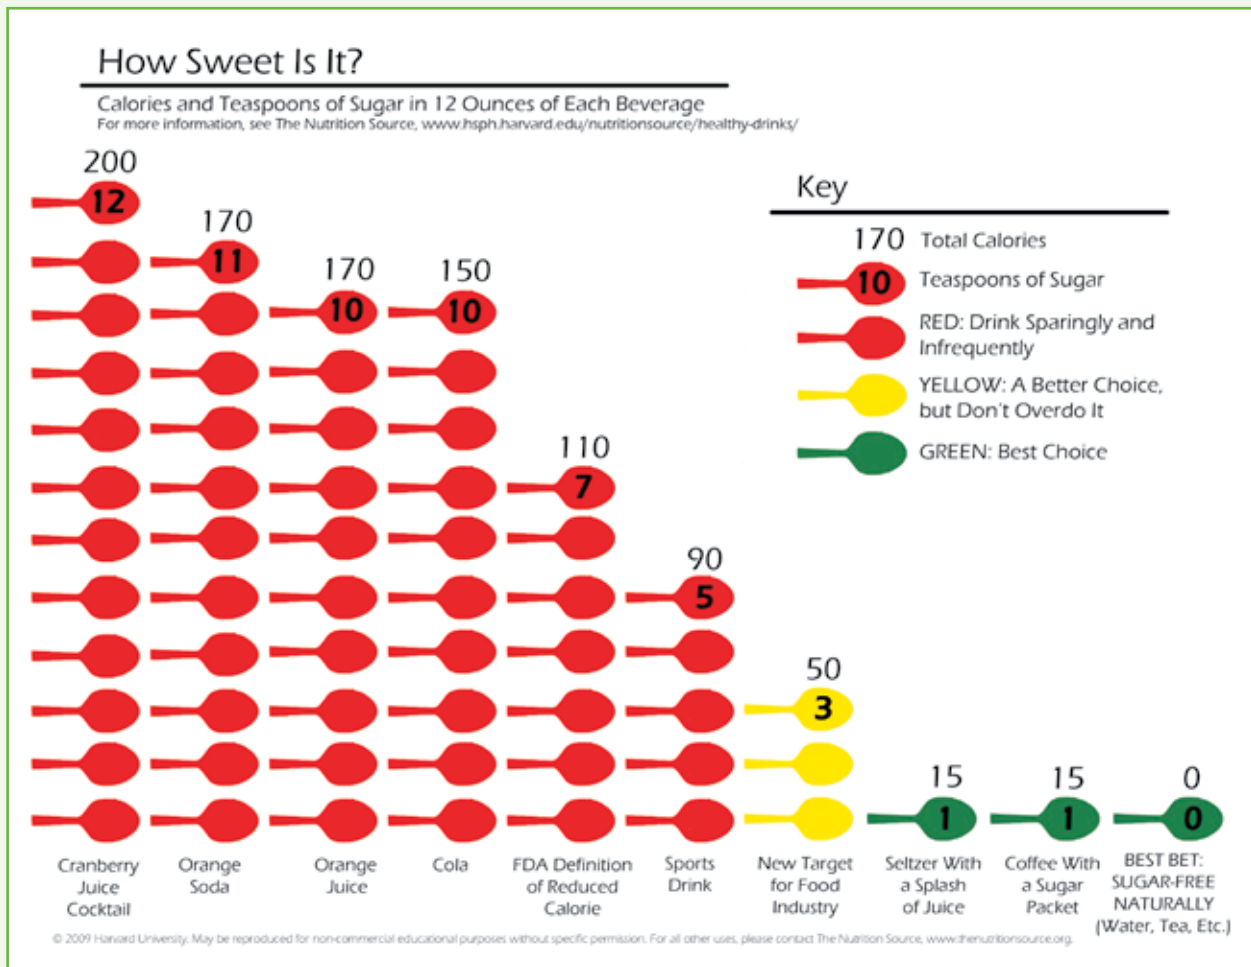 How Sweet Is It?
Calories and Teaspoons of Sugar in 12 Ounces of Each Beverage
For more information, see The Nutrition Source, www.hsph.harvard.edu/nutritionsource/healthy-drinks/
Key
170 Total Calories
10 Teaspoons of Sugar
RED: Drink Sparingly and
Infrequently
YELLOW: A Better Choice,
but Don't Overdo It
GREEN: Best Choice
200
12
170
11
170
10
150
10
110
7
90
5
50
3
15
1
15
1
0
0
Cranberry
Juice
Cocktail
Orange
Soda
Orange
Juice
Cola
FDA Definition
of Reduced
Calorie
Sports
Drink
New Target
for Food
Industry
Seltzer With
a Splash
of Juice
Coffee With
a Sugar
Packet
BEST BET:
SUGAR-FREE
NATURALLY
(Water, Tea, Etc.)
© 2009 Harvard University. May be reproduced for non-commercial educational purposes without specific permission. For all other uses, please contact The Nutrition Source, www.thenutritionsource.org.